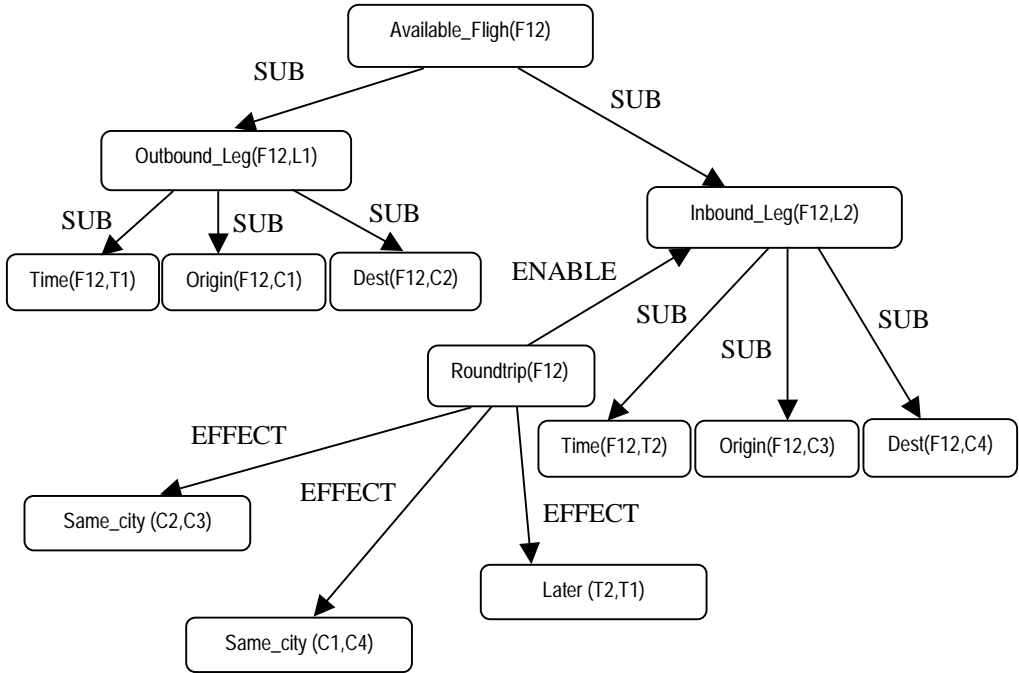 Available_Fligh(F12)
SUB
SUB
Outbound_Leg(F12,L1)
Inbound_Leg(F12,L2)
SUB
SUB
SUB
Time(F12,T1)
Origin(F12,C1)
Dest(F12,C2)
ENABLE
SUB
SUB
SUB
Roundtrip(F12)
Time(F12,T2)
Origin(F12,C3)
Dest(F12,C4)
EFFECT
EFFECT
EFFECT
Same_city (C2,C3)
Later (T2,T1)
Same_city (C1,C4)